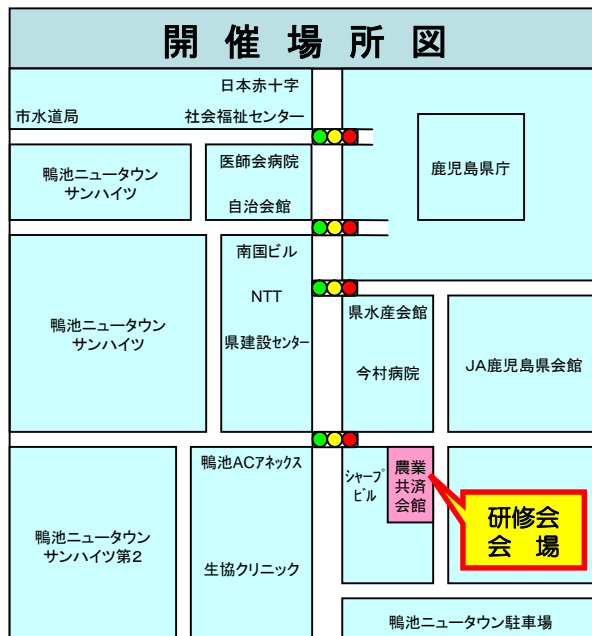 開催場所図
日本赤十字
市水道局
社会福祉センター
鴨池ニュータウン
サンハイツ
医師会病院
自治会館
鹿児島県庁
南国ビル
NTT
県建設センター
鴨池ニュータウン
サンハイツ
県水産会館
今村病院
JA鹿児島県会館
鴨池ACアネックス
生協クリニック
シャープ
ビル
農業
共済
会館
研修会
会場
鴨池ニュータウン
サンハイツ第2
鴨池ニュータウン駐車場